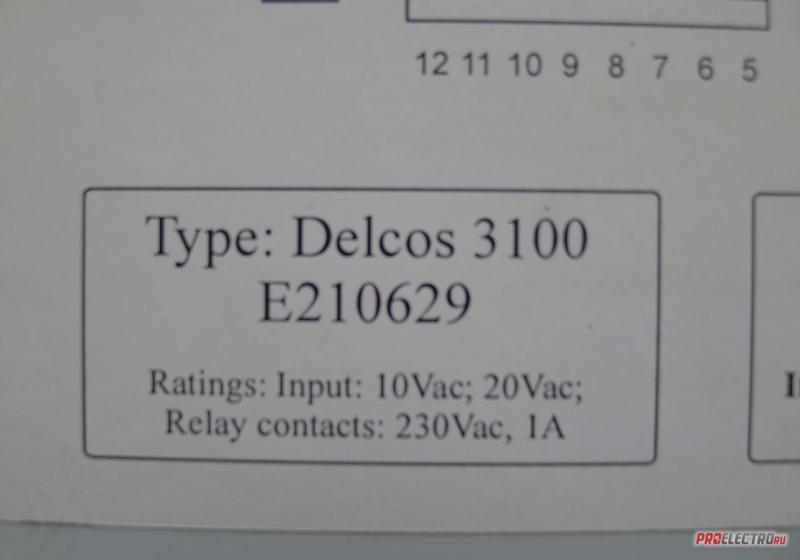 12 11 10 9 8 7 6 5
Type: Delcos 3100
E210629
Ratings: Input: 10Vac; 20Vac;
Relay contacts: 230Vac, 1A
PROELECTRO.RU